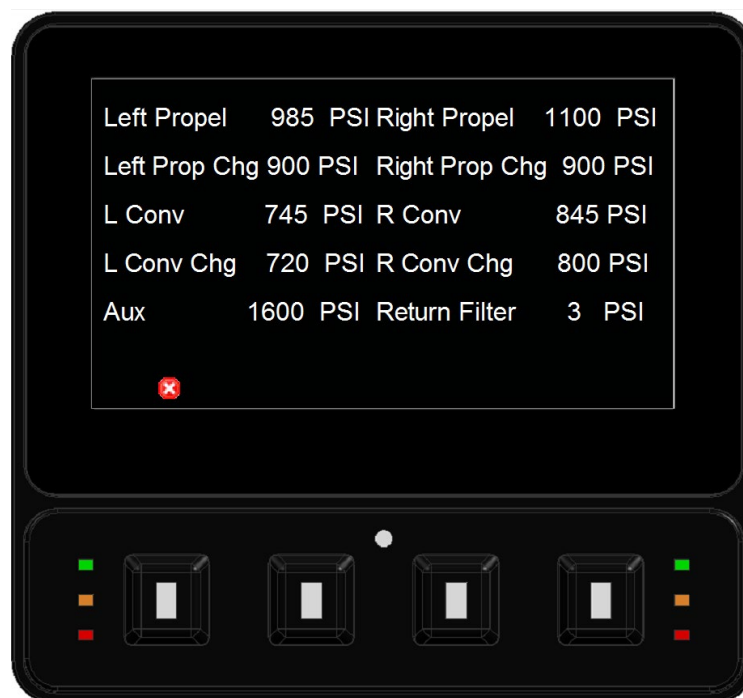 Left Propel 985 PSI Right Propel 1100 PSI
Left Prop Chg 900 PSI Right Prop Chg 900 PSI
L Conv 745 PSI R Conv 845 PSI
L Conv Chg 720 PSI R Conv Chg 800 PSI
Aux 1600 PSI Return Filter 3 PSI